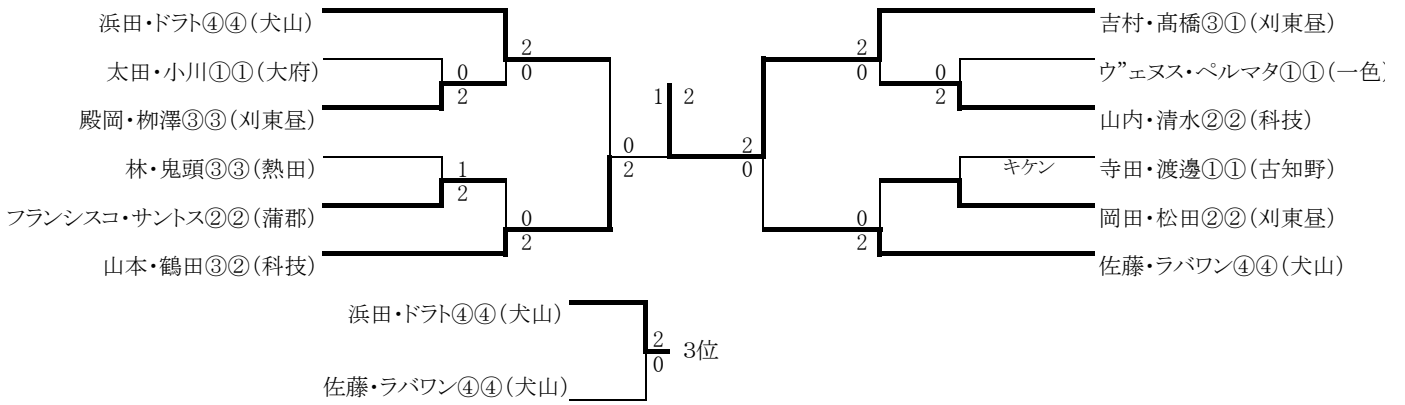 浜田・ドラト④④(犬山)
太田・小川①①(大府)
殿岡・栁澤③③(刈東昼)
林・鬼頭③③(熱田)
フランシスコ・サントス②②(蒲郡)
山本・鶴田③②(科技)
2
0
0
2
1
2
0
2
0
2
1 2
2
0
2
0
0
2
0
2
吉村・髙橋③①(刈東昼)
ウ”ェヌス・ペルマタ①①(一色)
山内・清水②②(科技)
キケン 寺田・渡邊①①(古知野)
岡田・松田②②(刈東昼)
佐藤・ラバワン④④(犬山)
浜田・ドラト④④(犬山)
2
0
3位
佐藤・ラバワン④④(犬山)